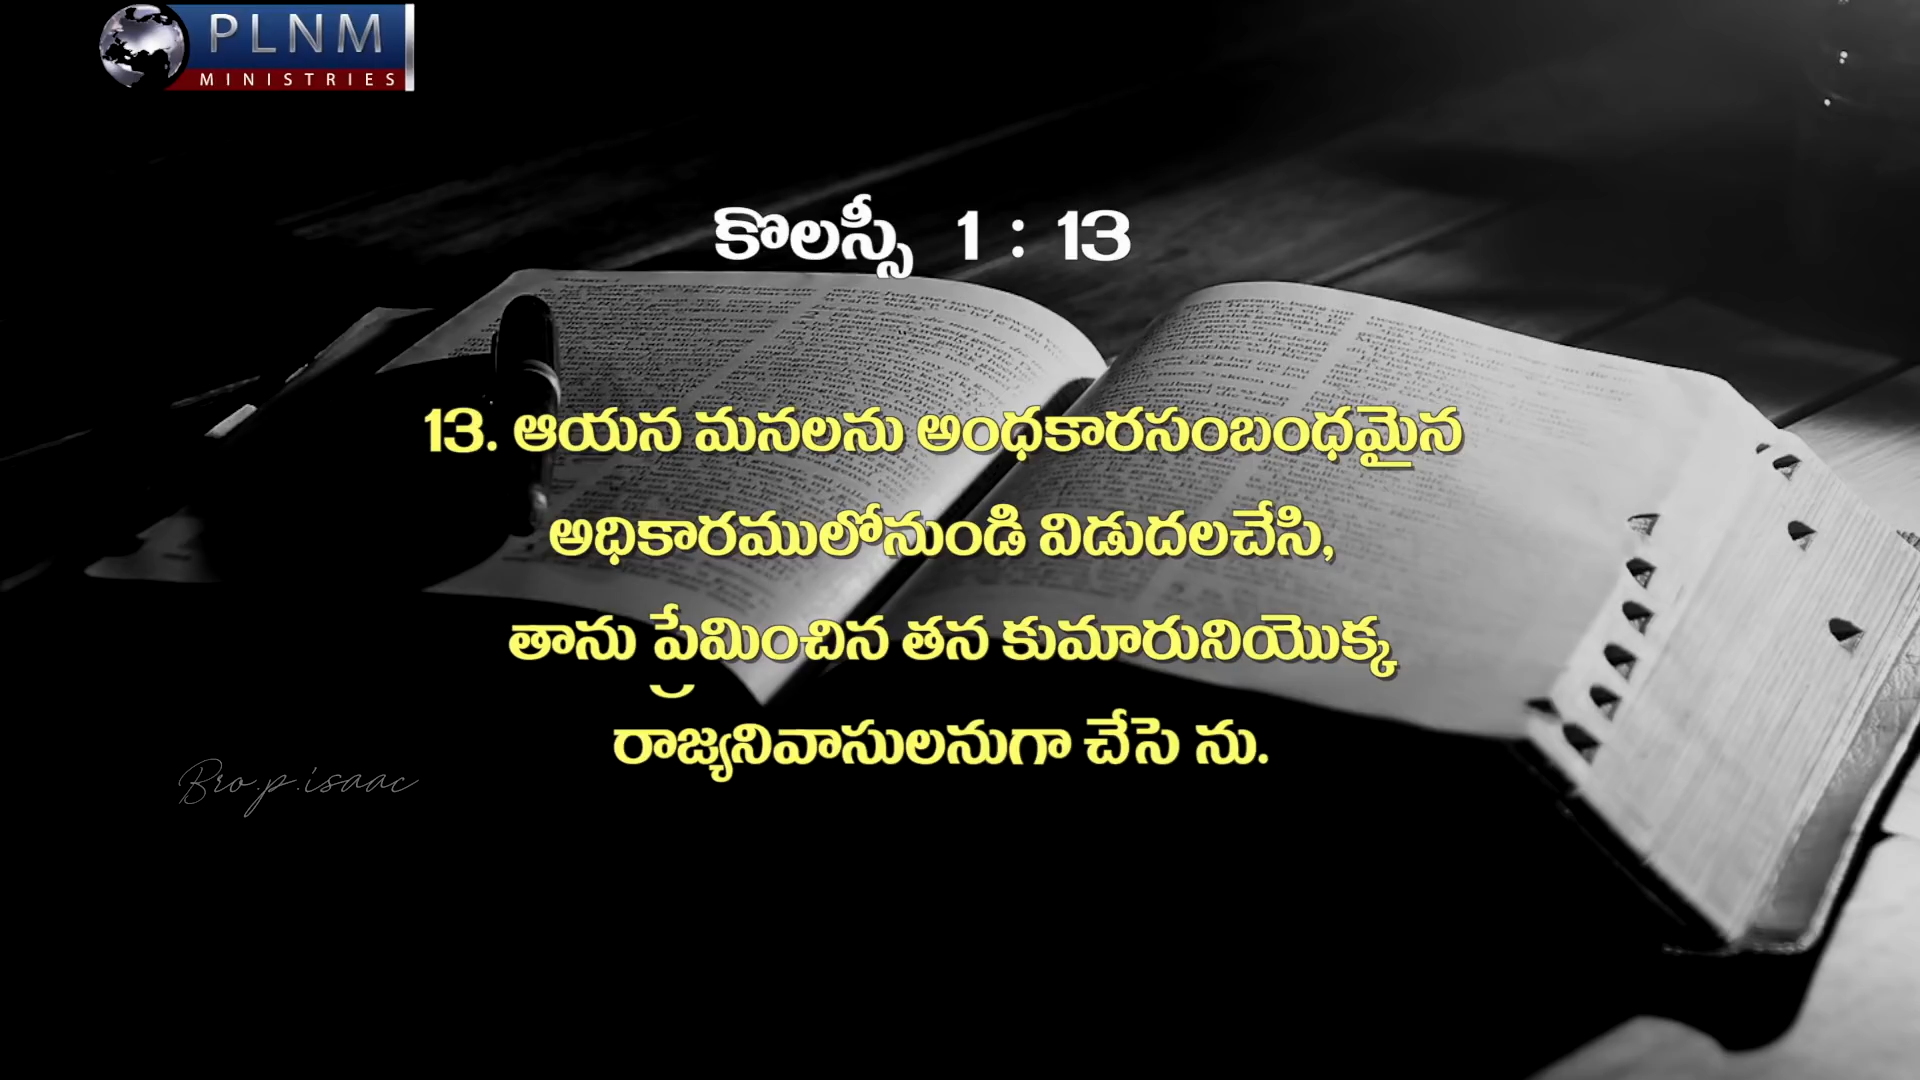 PLNM
MINISTRIES
కొలస్సీ 1 : 13
13. ఆయన మనలను అంధకారసంబంధమైన
అధికారములోనుండి విడుదలచేసి,
తాను ప్రేమించిన తన కుమారునియొక్క
రాజ్యనివాసులనుగా చేసె ను.
Bro.p.isaac